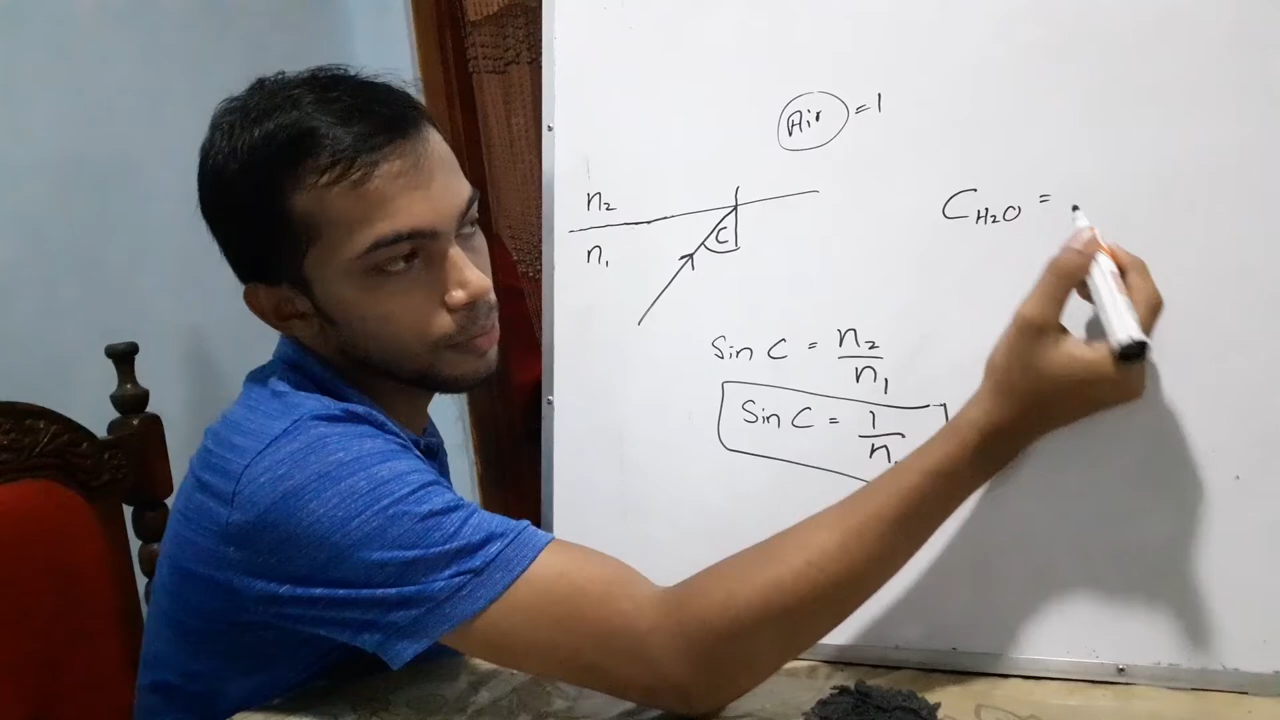 Air = 1
n₂
n₁
C
C H₂O =
Sin C = n₂/n₁
Sin C = 1/n